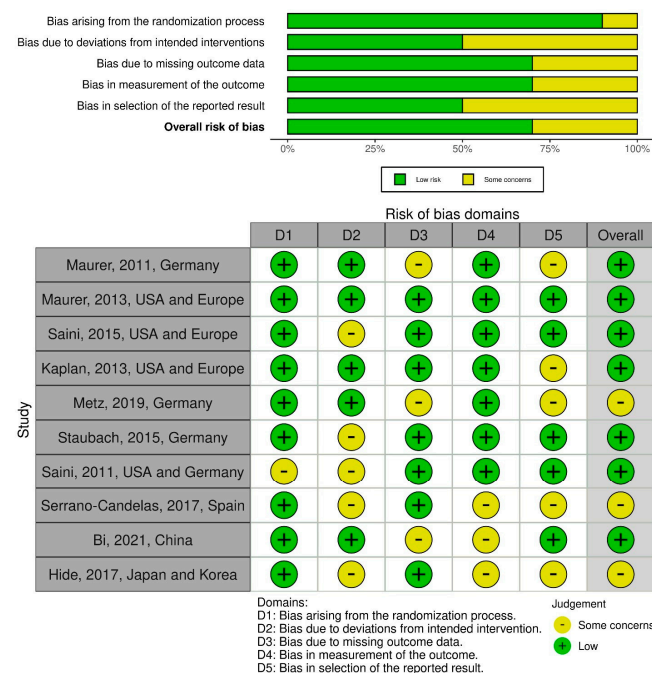 Bias arising from the randomization process
Bias due to deviations from intended interventions
Bias due to missing outcome data
Bias in measurement of the outcome
Bias in selection of the reported result
Overall risk of bias
0% 25% 50% 75% 100%
Low risk Some concerns
Risk of bias domains
D1 D2 D3 D4 D5 Overall
Study
Maurer, 2011, Germany + + - + - +
Maurer, 2013, USA and Europe + + + + + +
Saini, 2015, USA and Europe + - + + + +
Kaplan, 2013, USA and Europe + + + + - +
Metz, 2019, Germany + + - + - -
Staubach, 2015, Germany + - + + + +
Saini, 2011, USA and Germany - - + + + +
Serrano-Candelas, 2017, Spain + - + - - -
Bi, 2021, China + + - - + +
Hide, 2017, Japan and Korea + - + - - -
Domains:
D1: Bias arising from the randomization process.
D2: Bias due to deviations from intended intervention.
D3: Bias due to missing outcome data.
D4: Bias in measurement of the outcome.
D5: Bias in selection of the reported result.
Judgement
- Some concerns
+ Low